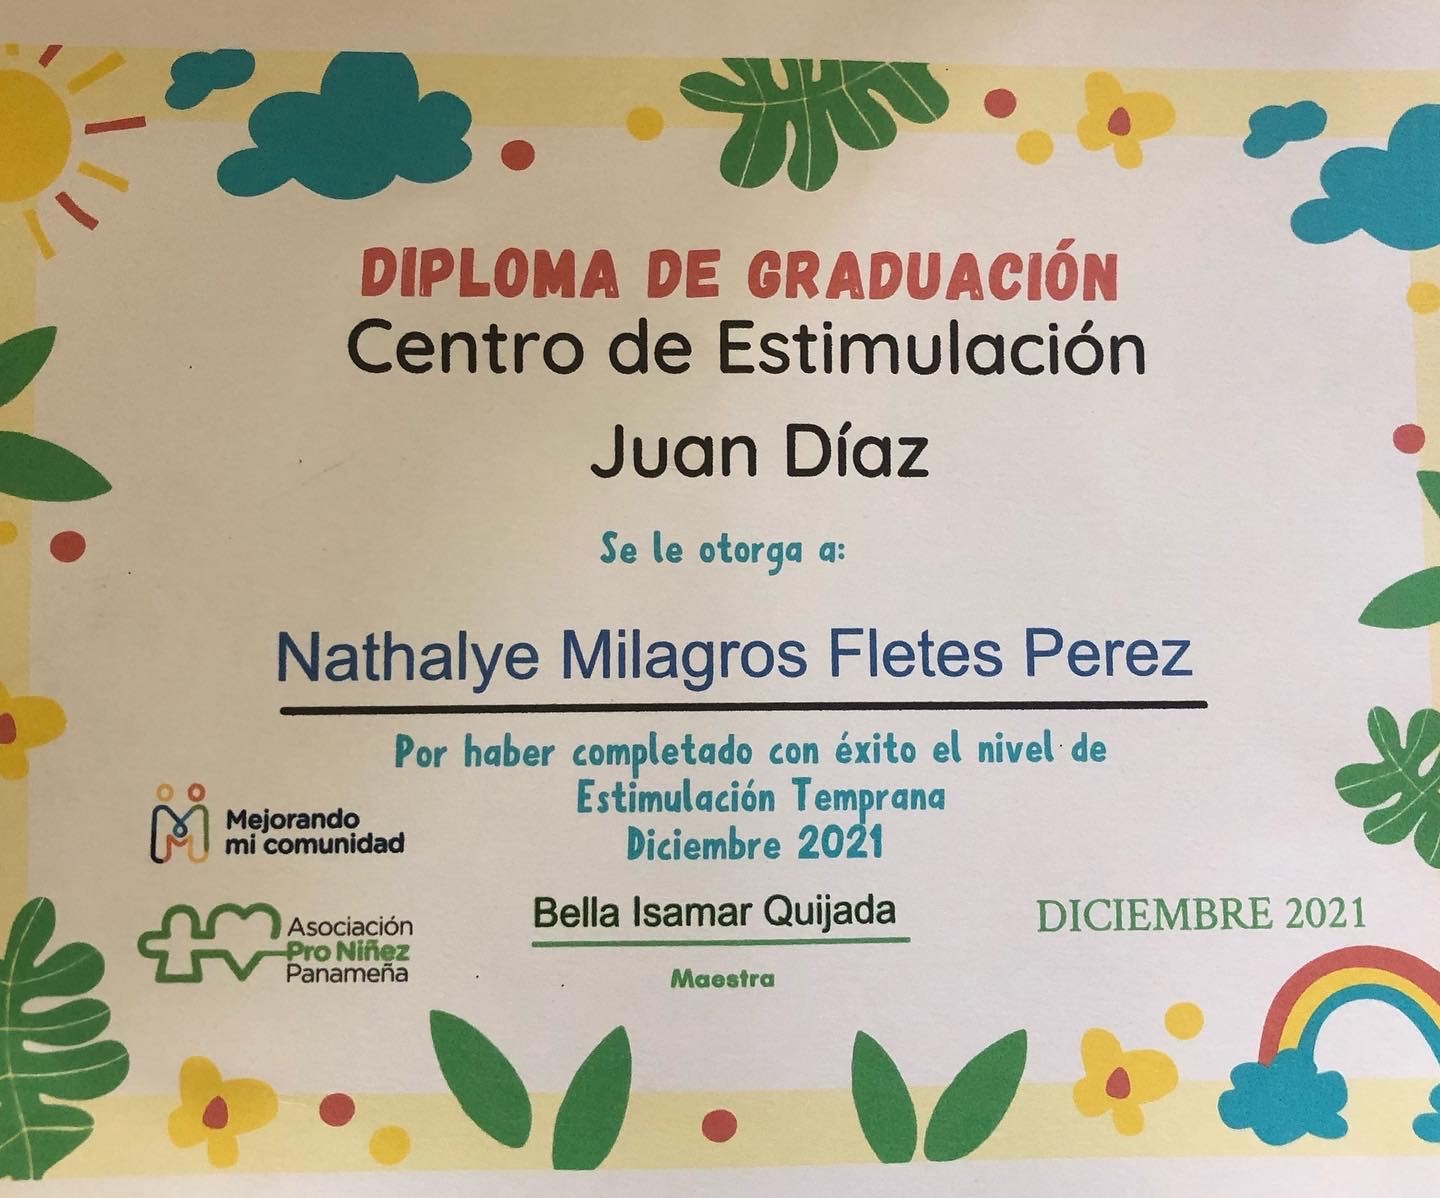 DIPLOMA DE GRADUACIÓN
Centro de Estimulación
Juan Díaz
Se le otorga a:
Nathalye Milagros Fletes Perez
Por haber completado con éxito el nivel de
Estimulación Temprana
Diciembre 2021
Mejorando
mi comunidad
Asociación
Pro Niñez
Panameña
Bella Isamar Quijada
Maestra
DICIEMBRE 2021